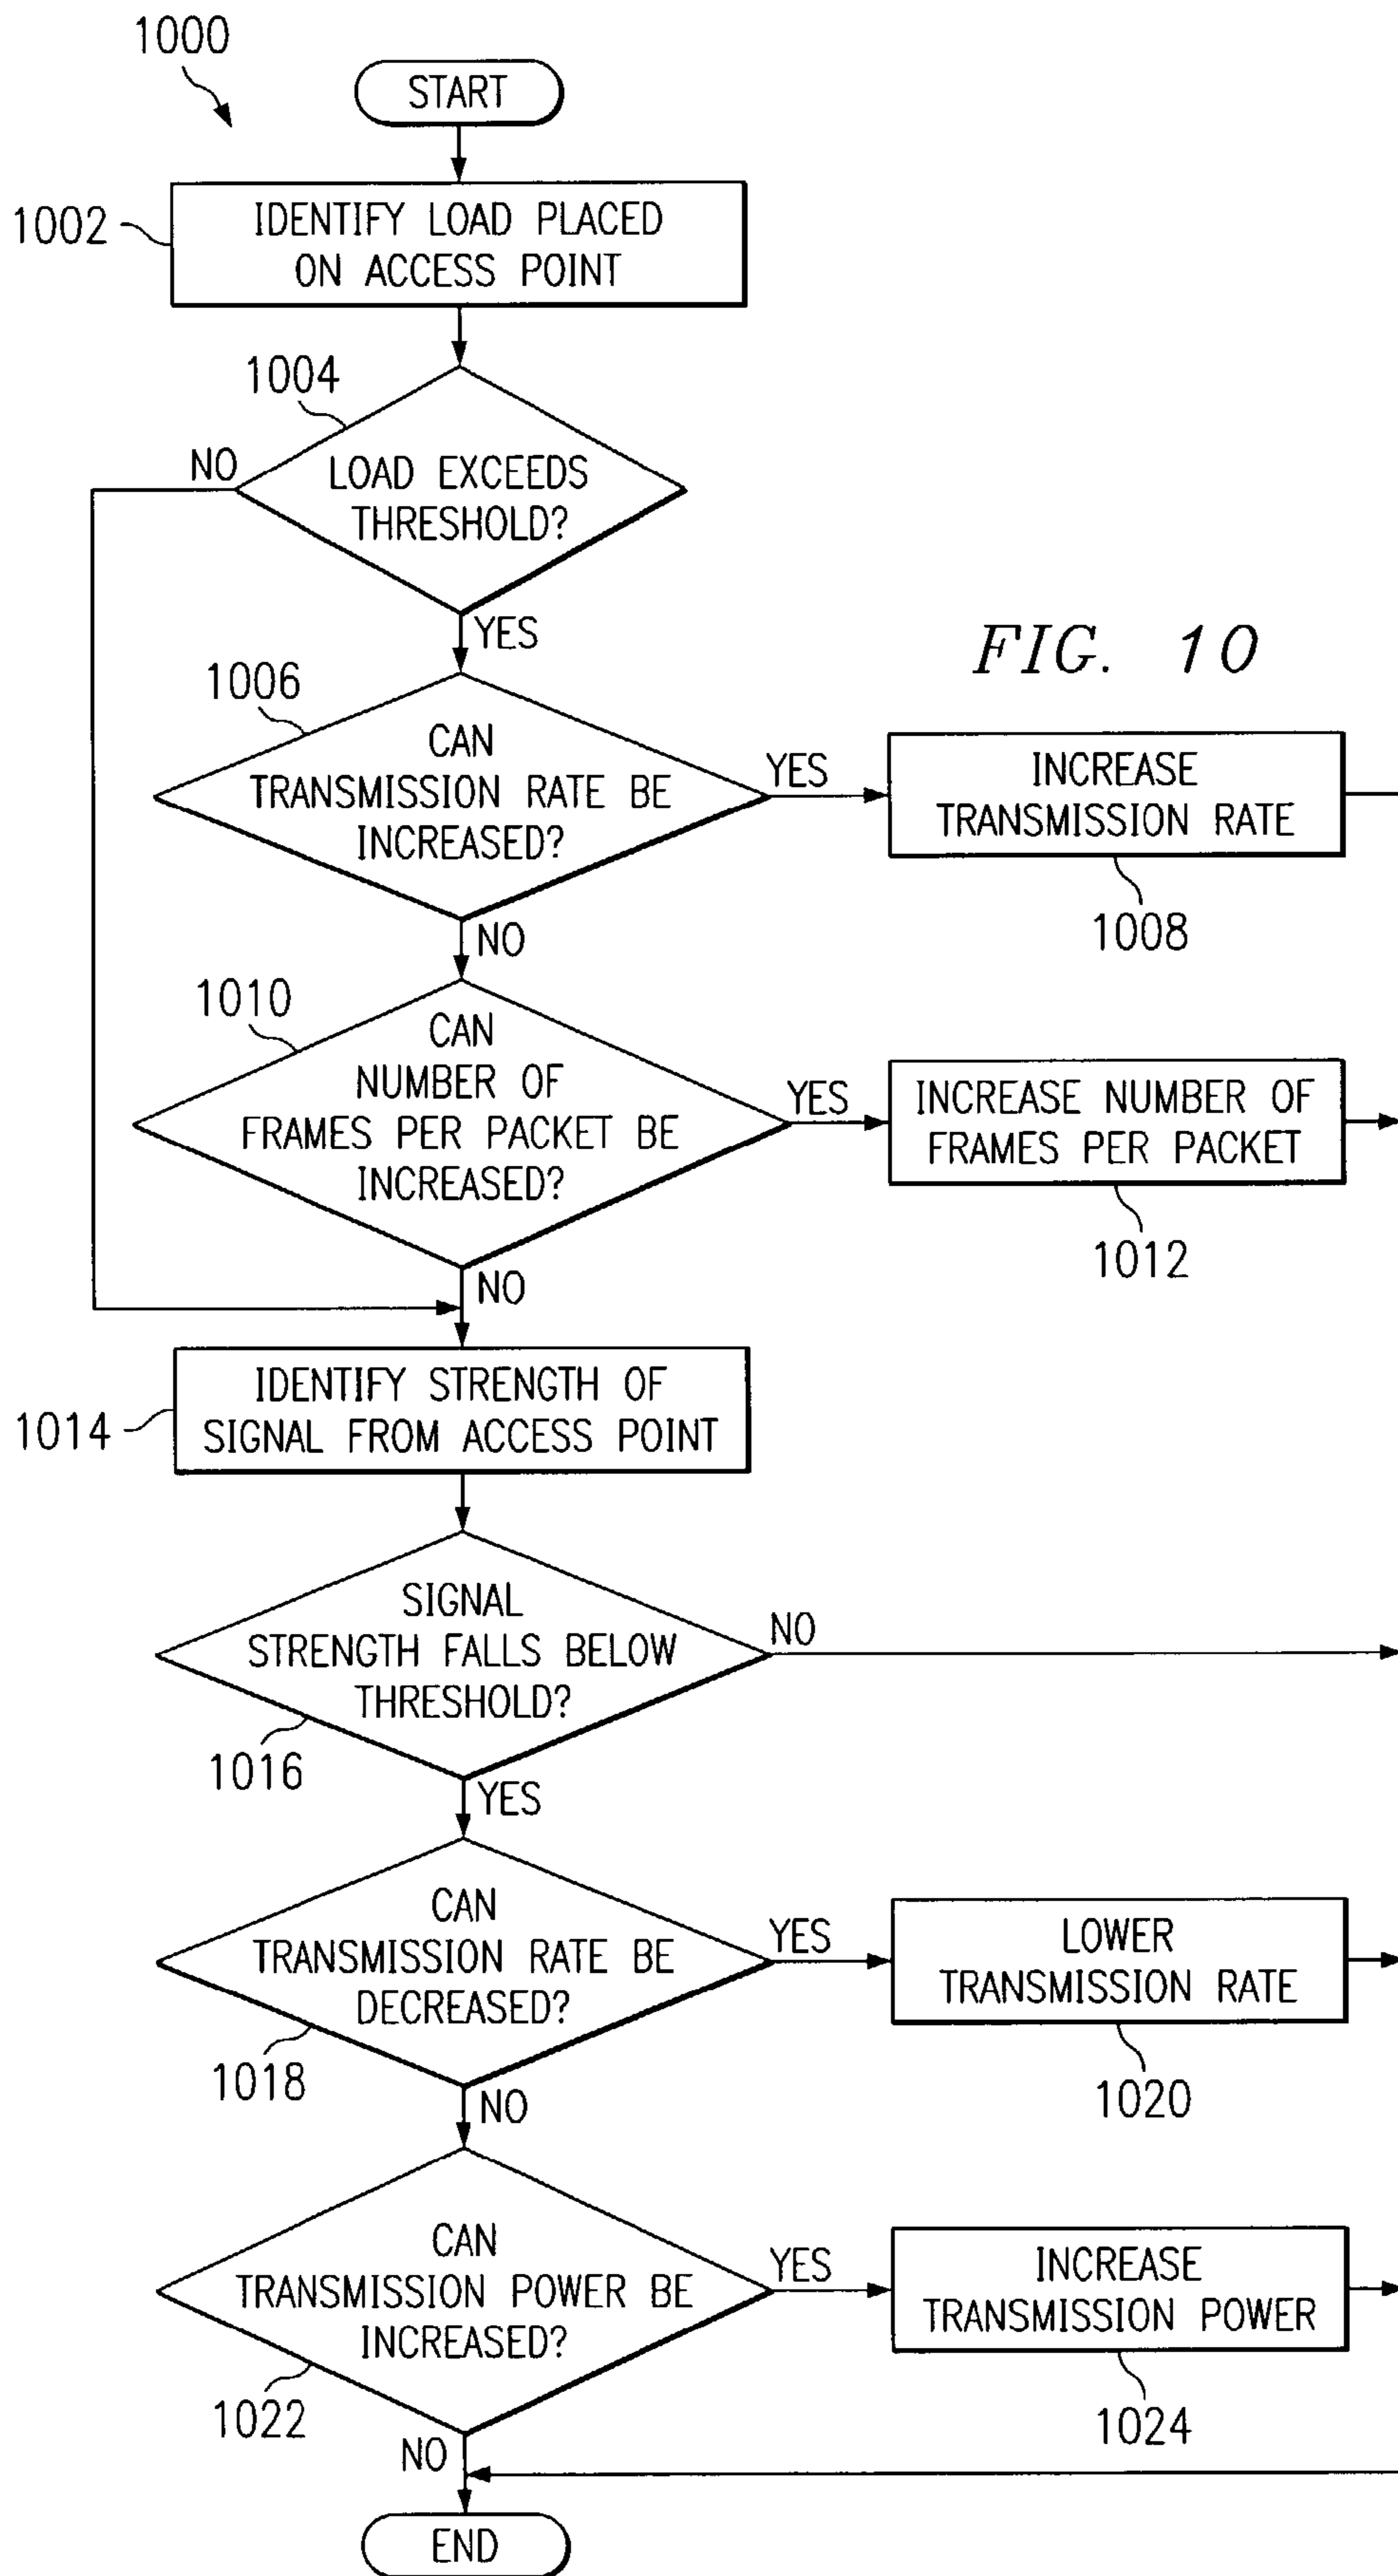 1000
START
1002
IDENTIFY LOAD PLACED
ON ACCESS POINT
1004
NO
LOAD EXCEEDS
THRESHOLD?
YES
FIG. 10
1006
CAN
TRANSMISSION RATE BE
INCREASED?
YES
INCREASE
TRANSMISSION RATE
1008
NO
1010
CAN
NUMBER OF
FRAMES PER PACKET BE
INCREASED?
YES
INCREASE NUMBER OF
FRAMES PER PACKET
1012
NO
IDENTIFY STRENGTH OF
SIGNAL FROM ACCESS POINT
1014
SIGNAL
STRENGTH FALLS BELOW
THRESHOLD?
NO
1016
YES
CAN
TRANSMISSION RATE BE
DECREASED?
YES
LOWER
TRANSMISSION RATE
1018
1020
NO
CAN
TRANSMISSION POWER BE
INCREASED?
YES
INCREASE
TRANSMISSION POWER
1022
1024
NO
END